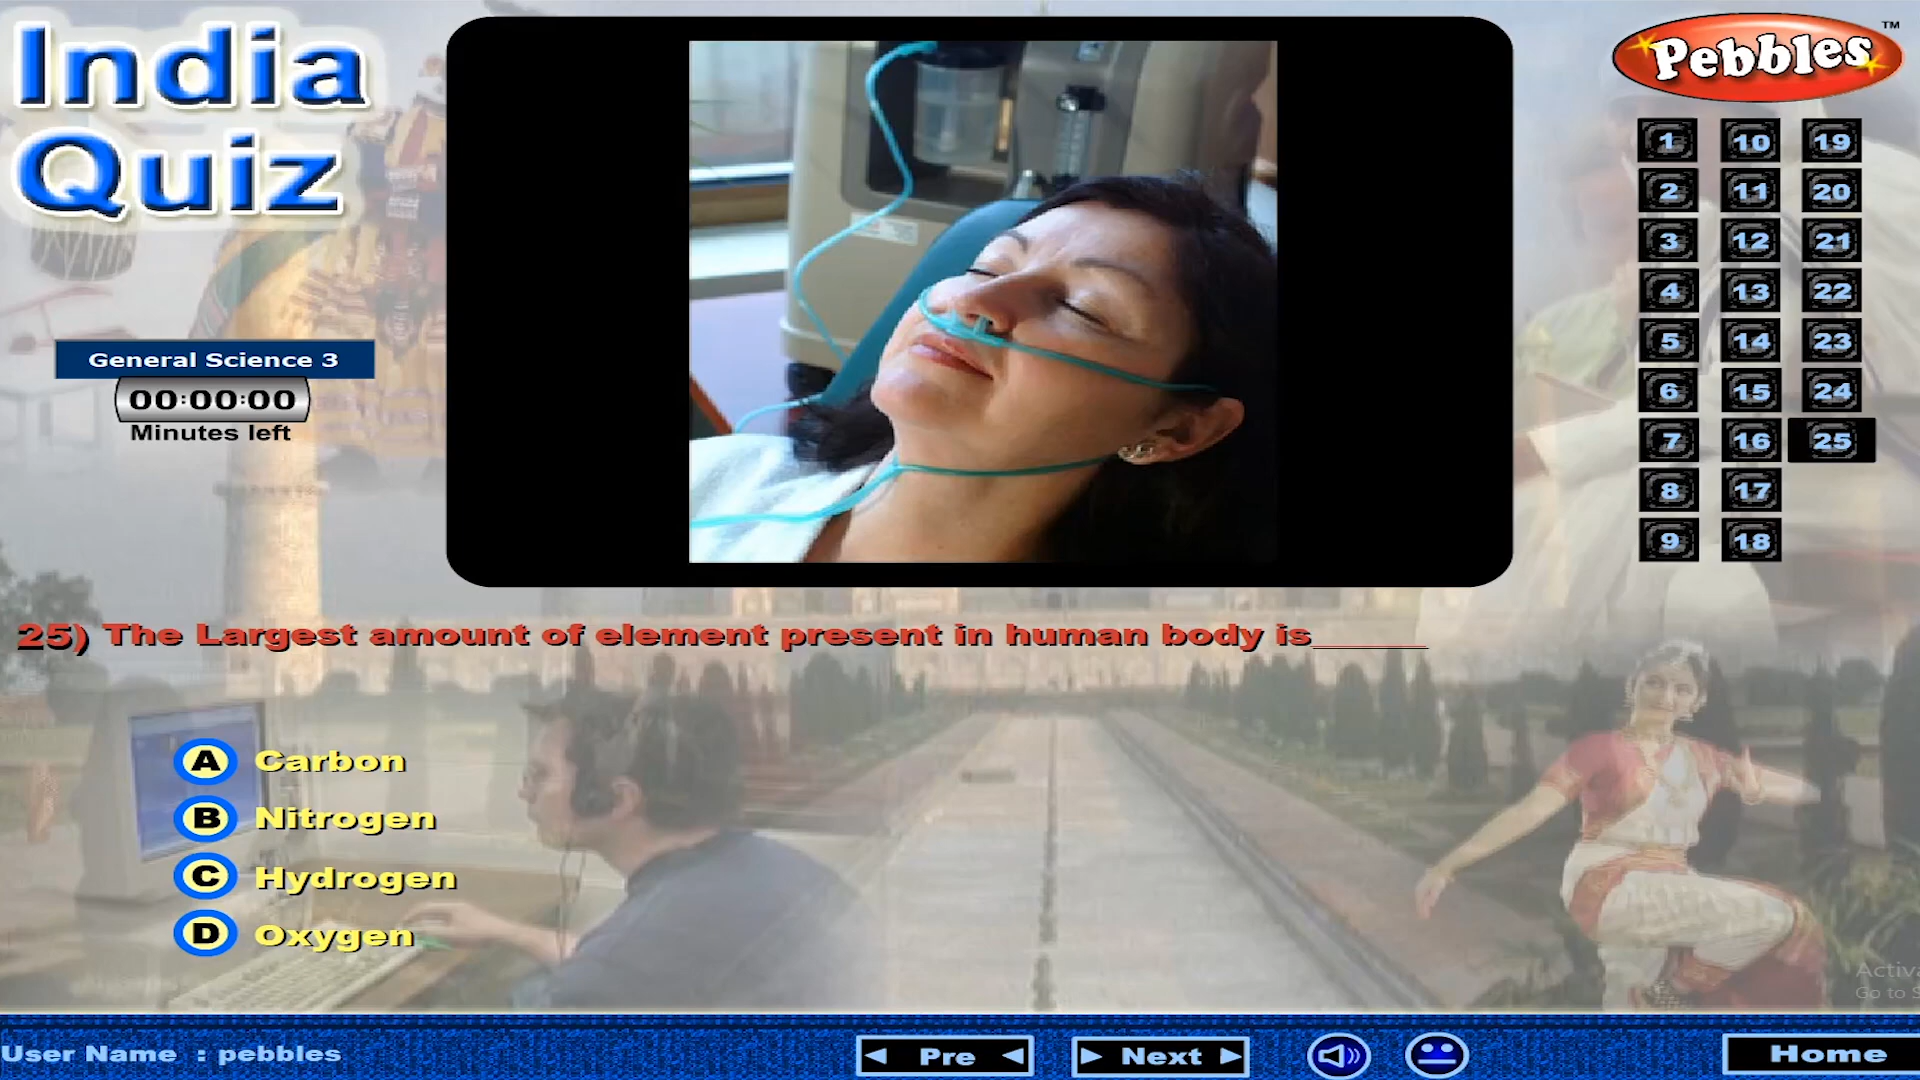 India
Quiz
Pebbles
TM
General Science 3
00:00:00
Minutes left
1 10 19
2 11 20
3 12 21
4 13 22
5 14 23
6 15 24
7 16 25
8 17
9 18
25) The Largest amount of element present in human body is______
A Carbon
B Nitrogen
C Hydrogen
D Oxygen
User Name : pebbles
Pre
Next
Home